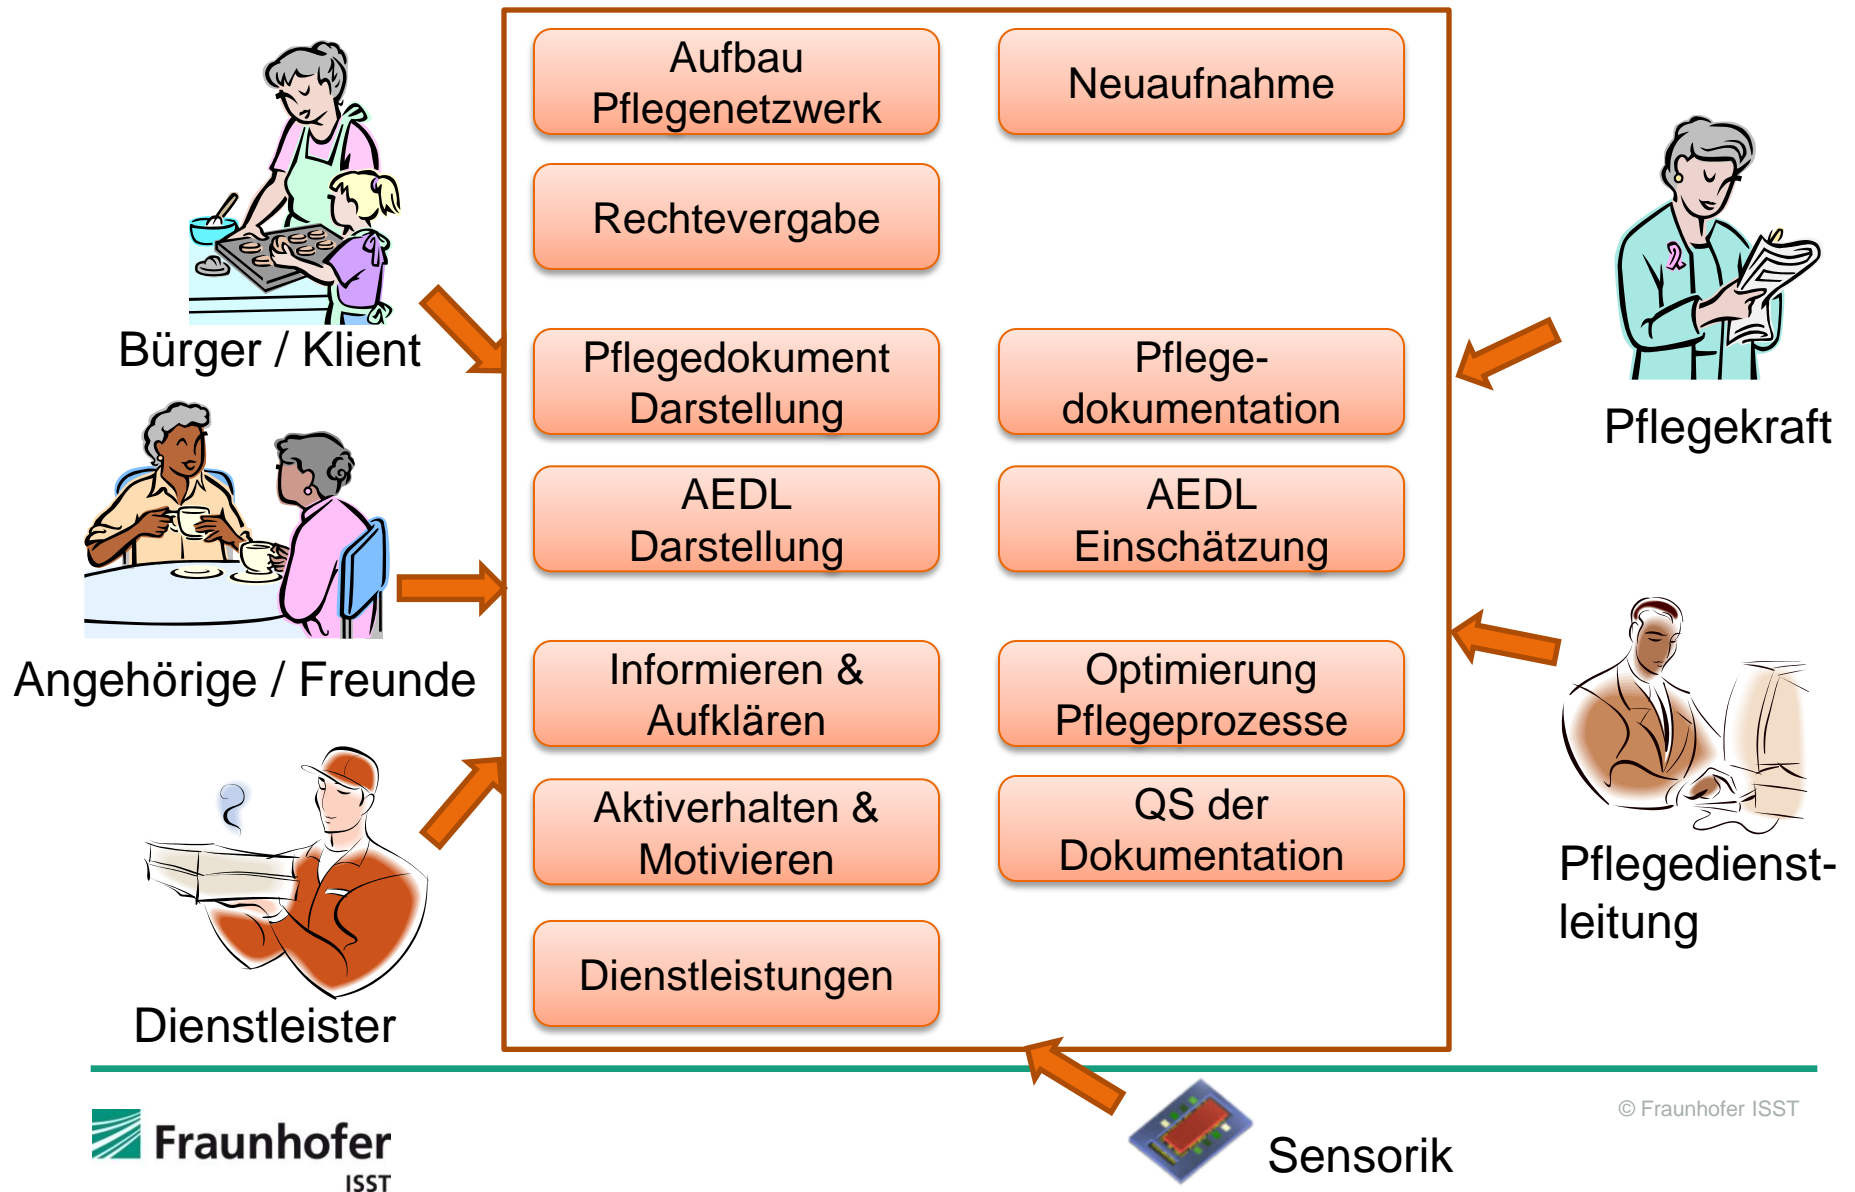 Aufbau
Pflegenetzwerk
Neuaufnahme
Rechtevergabe
Bürger / Klient
Pflegedokument
Darstellung
Pflege-
dokumentation
Pflegekraft
AEDL
Darstellung
AEDL
Einschätzung
Angehörige / Freunde
Informieren &
Aufklären
Optimierung
Pflegeprozesse
Aktiverhalten &
Motivieren
QS der
Dokumentation
Pflegedienst-
leitung
Dienstleistungen
Dienstleister
© Fraunhofer ISST
Fraunhofer
ISST
Sensorik